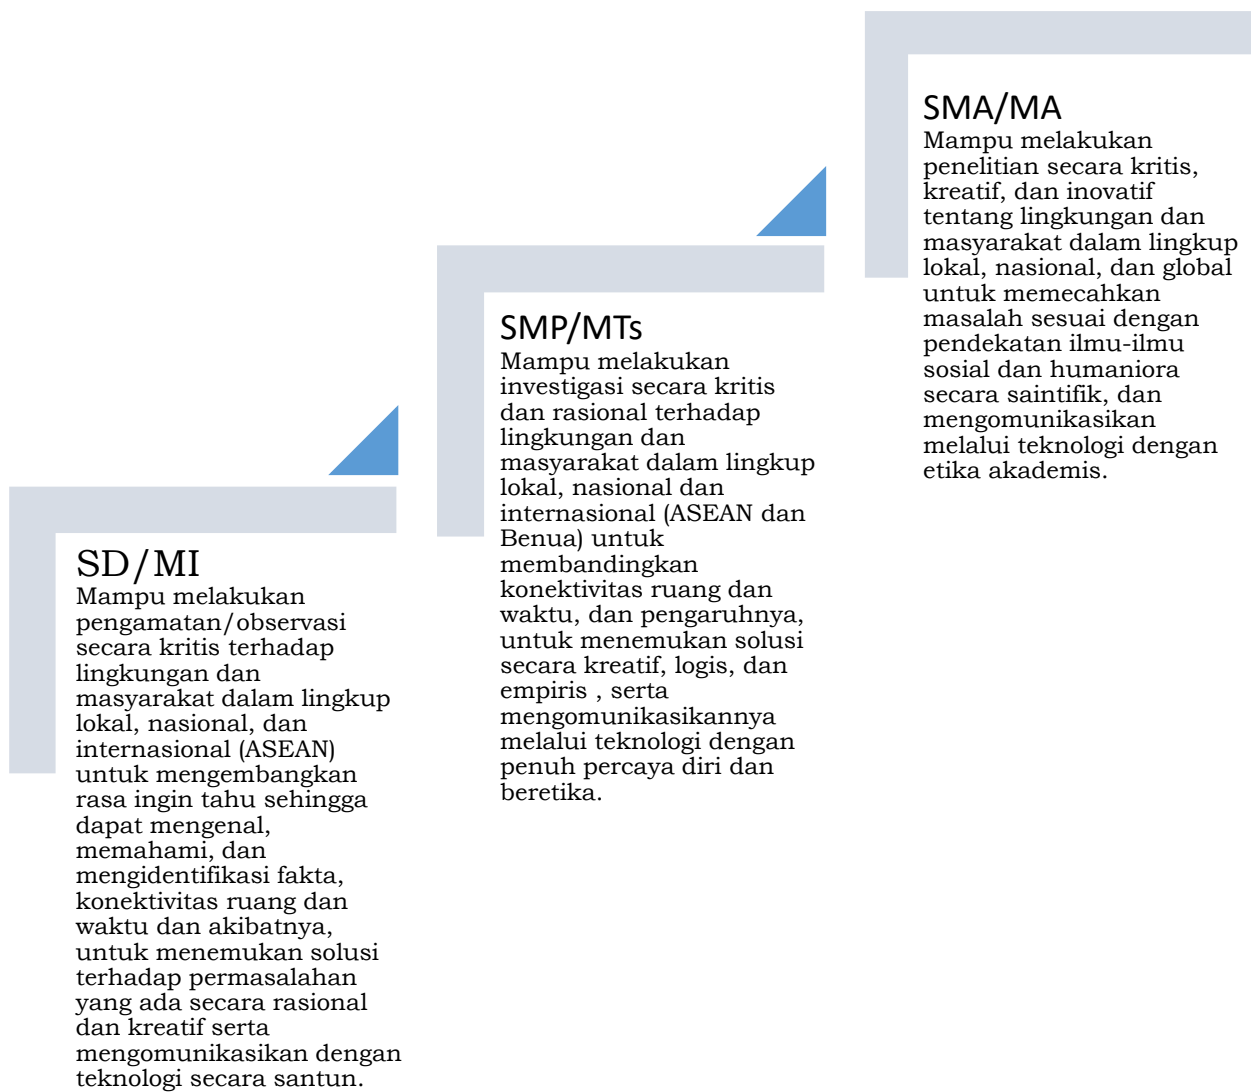 SD/MI
Mampu melakukan
pengamatan/observasi
secara kritis terhadap
lingkungan dan
masyarakat dalam lingkup
lokal, nasional, dan
internasional (ASEAN)
untuk mengembangkan
rasa ingin tahu sehingga
dapat mengenal,
memahami, dan
mengidentifikasi fakta,
konektivitas ruang dan
waktu dan akibatnya,
untuk menemukan solusi
terhadap permasalahan
yang ada secara rasional
dan kreatif serta
mengomunikasikan dengan
teknologi secara santun.
SMP/MTs
Mampu melakukan
investigasi secara kritis
dan rasional terhadap
lingkungan dan
masyarakat dalam lingkup
lokal, nasional dan
internasional (ASEAN dan
Benua) untuk
membandingkan
konektivitas ruang dan
waktu, dan pengaruhnya,
untuk menemukan solusi
secara kreatif, logis, dan
empiris , serta
mengomunikasikannya
melalui teknologi dengan
penuh percaya diri dan
beretika.
SMA/MA
Mampu melakukan
penelitian secara kritis,
kreatif, dan inovatif
tentang lingkungan dan
masyarakat dalam lingkup
lokal, nasional, dan global
untuk memecahkan
masalah sesuai dengan
pendekatan ilmu-ilmu
sosial dan humaniora
secara saintifik, dan
mengomunikasikan
melalui teknologi dengan
etika akademis.